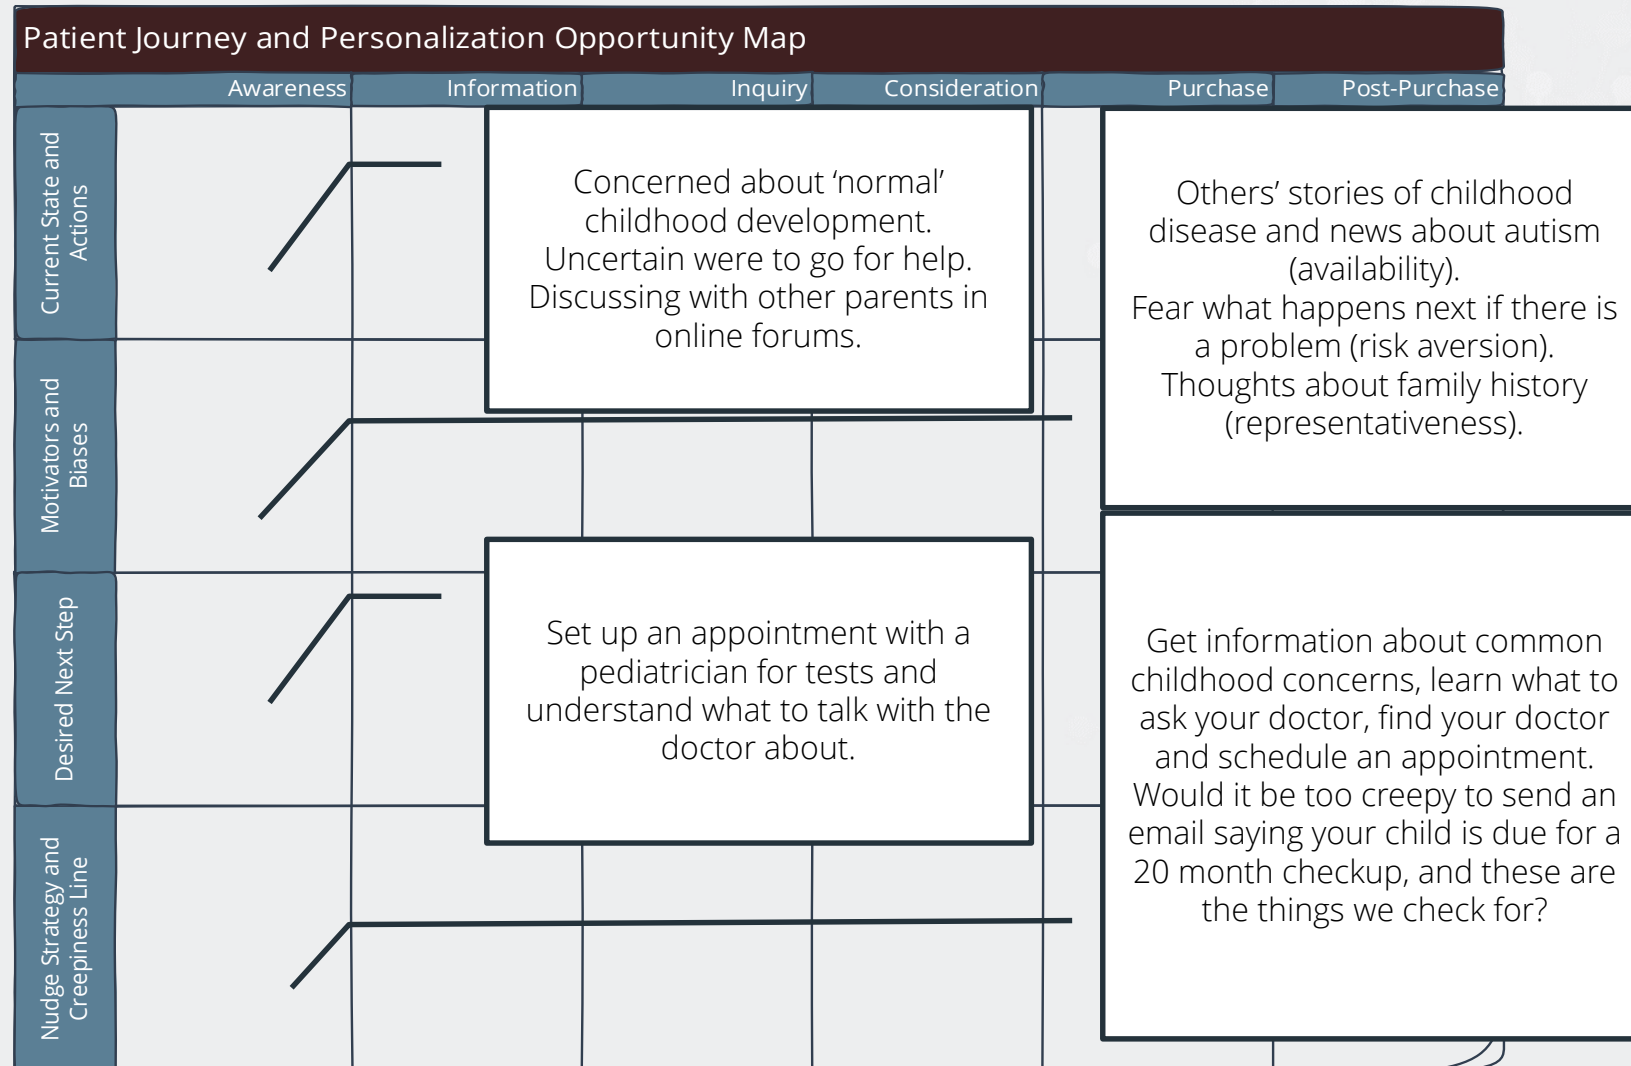 Patient Journey and Personalization Opportunity Map
Awareness
Information
Inquiry
Consideration
Purchase
Post-Purchase
Current State and
Actions
Concerned about ‘normal’
childhood development.
Uncertain were to go for help.
Discussing with other parents in
online forums.
Motivators and
Biases
Others’ stories of childhood
disease and news about autism
(availability).
Fear what happens next if there is
a problem (risk aversion).
Thoughts about family history
(representativeness).
Desired Next Step
Set up an appointment with a
pediatrician for tests and
understand what to talk with the
doctor about.
Nudge Strategy and
Creepiness Line
Get information about common
childhood concerns, learn what to
ask your doctor, find your doctor
and schedule an appointment.
Would it be too creepy to send an
email saying your child is due for a
20 month checkup, and these are
the things we check for?